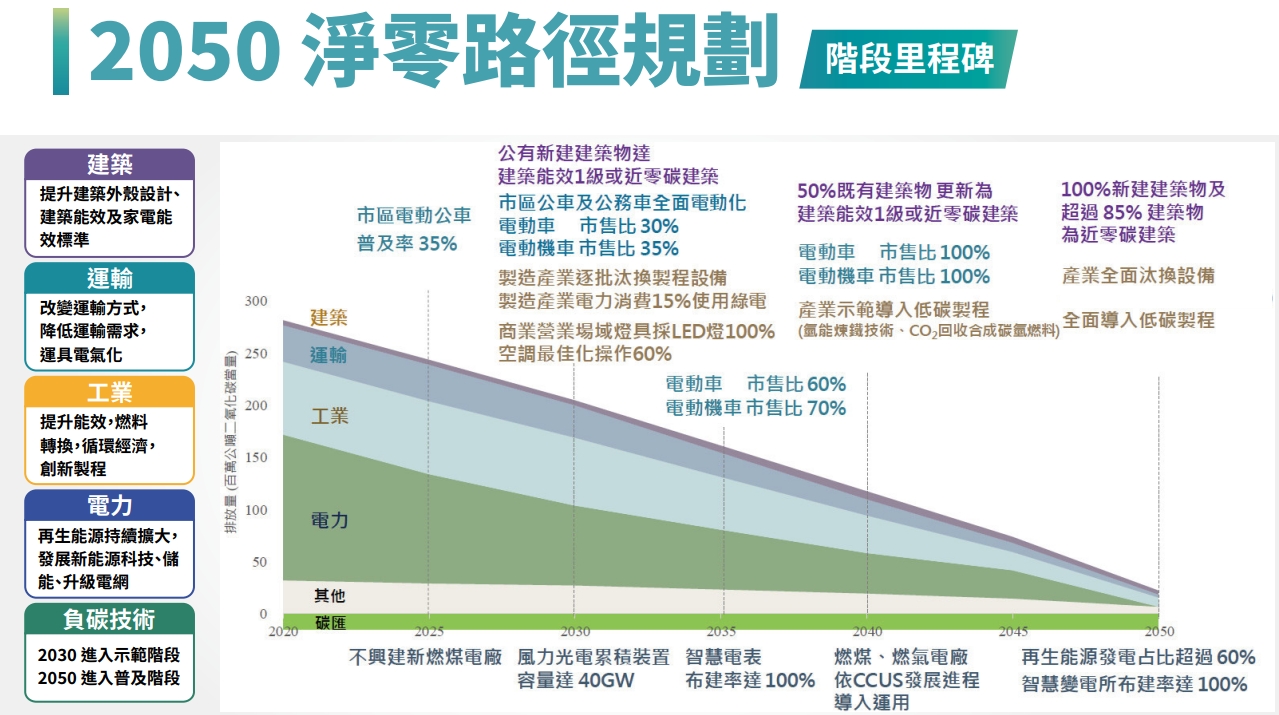 2050 淨零路徑規劃
階段里程碑
建築
提升建築外殼設計、
建築能效及家電能
效標準
運輸
改變運輸方式，
降低運輸需求，
運具電氣化
工業
提升能效，燃料
轉換，循環經濟，
創新製程
電力
再生能源持續擴大，
發展新能源科技、儲
能、升級電網
負碳技術
2030 進入示範階段
2050 進入普及階段
市區電動公車
普及率 35%
公有新建建築物達
建築能效1級或近零碳建築
市區公車及公務車全面電動化
電動車 市售比 30%
電動機車 市售比 35%
製造產業逐批汰換製程設備
製造產業電力消費15%使用綠電
商業營業場域燈具採LED燈100%
空調最佳化操作60%
電動車 市售比 60%
電動機車 市售比 70%
50%既有建築物 更新為
建築能效1級或近零碳建築
電動車 市售比 100%
電動機車 市售比 100%
產業示範導入低碳製程
(氫能煉鐵技術、CO₂回收合成碳氫燃料)
100%新建建築物及
超過 85% 建築物
為近零碳建築
產業全面汰換設備
全面導入低碳製程
排放量 (百萬公噸二氧化碳當量)
300
250
200
150
100
50
0
建築
運輸
工業
電力
其他
碳匯
2020
2025
2030
2035
2040
2045
2050
不興建新燃煤電廠
風力光電累積裝置
容量達 40GW
智慧電表
布建率達 100%
燃煤、燃氣電廠
依CCUS發展進程
導入運用
再生能源發電占比超過 60%
智慧變電所布建率達 100%